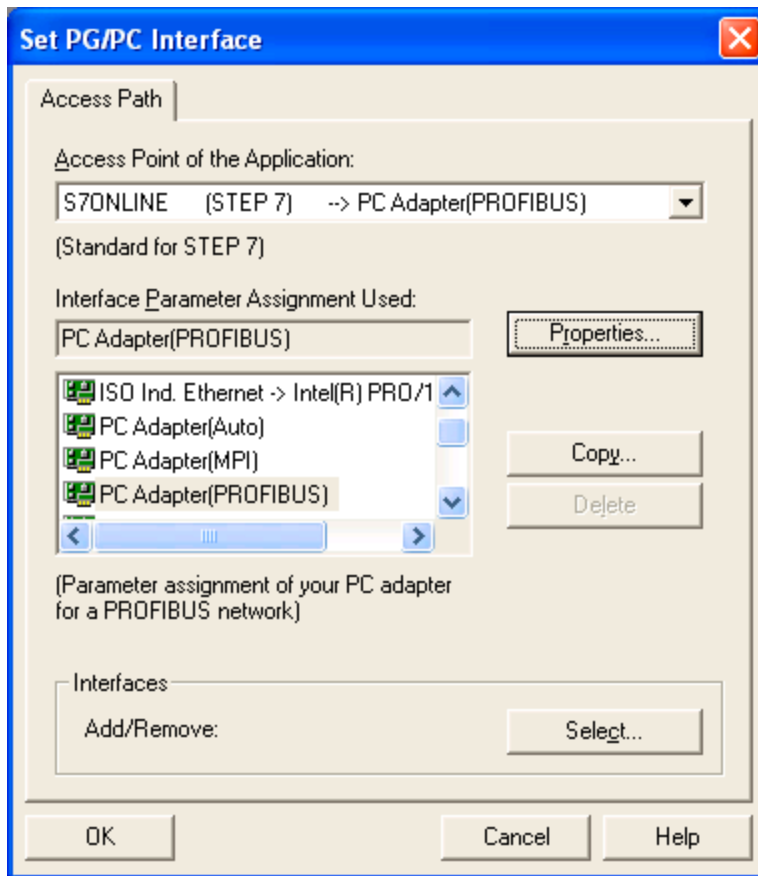 Set PG/PC Interface
Access Path
Access Point of the Application:
S7ONLINE (STEP 7) --> PC Adapter(PROFIBUS)
(Standard for STEP 7)
Interface Parameter Assignment Used:
PC Adapter(PROFIBUS)
Properties...
ISO Ind. Ethernet -> Intel(R) PRO/1
PC Adapter(Auto)
PC Adapter(MPI)
PC Adapter(PROFIBUS)
Copy...
Delete
(Parameter assignment of your PC adapter
for a PROFIBUS network)
Interfaces
Add/Remove:
Select...
OK
Cancel
Help